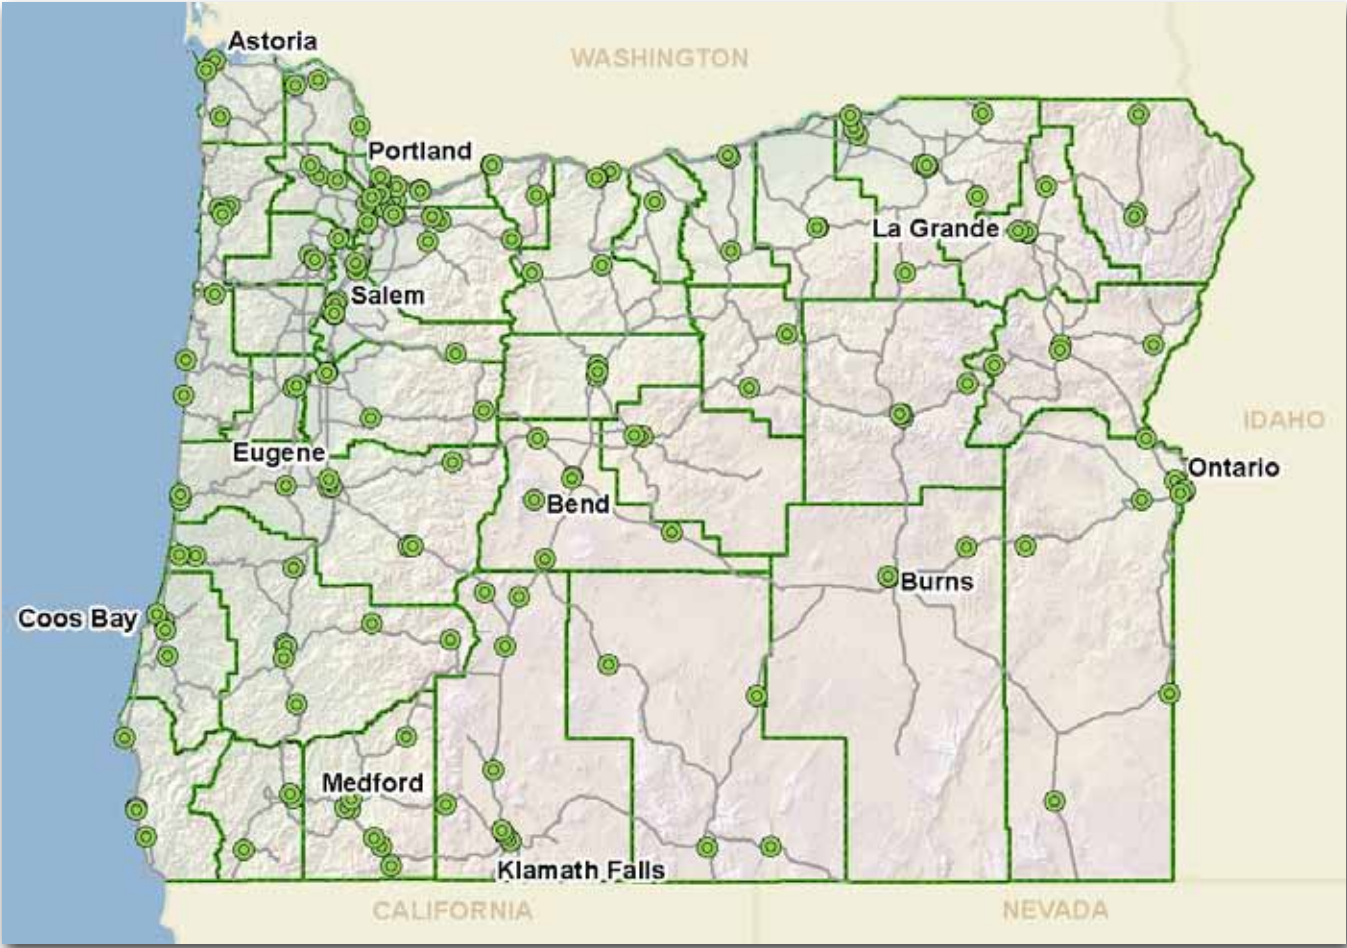 Astoria
WASHINGTON
Portland
La Grande
Salem
IDAHO
Eugene
Ontario
Bend
Burns
Coos Bay
Medford
Klamath Falls
CALIFORNIA
NEVADA